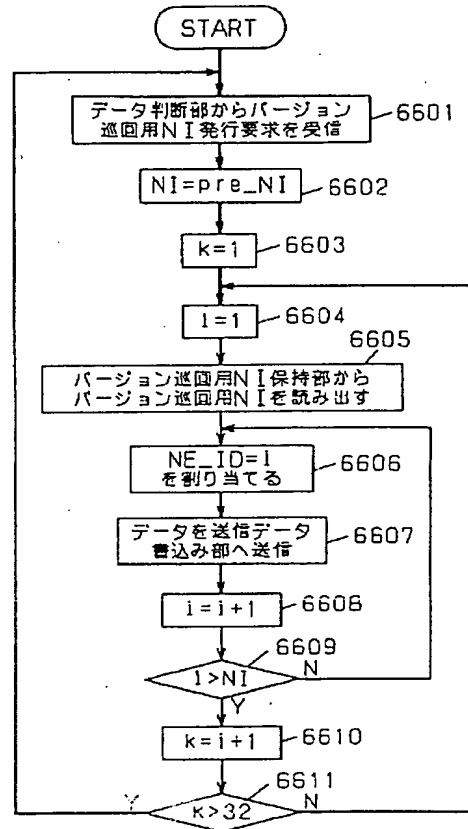 START
データ判断部からバージョン
巡回用NI発行要求を受信
6601
NI=pre_NI
6602
k=1
6603
l=1
6604
6605
バージョン巡回用NI保持部から
バージョン巡回用NIを読み出す
NE_ID=l
を割り当てる
6606
データを送信データ
書込み部へ送信
6607
i=i+1
6608
6609
l>NI
N
Y
k=i+1
6610
6611
Y
k>32
N